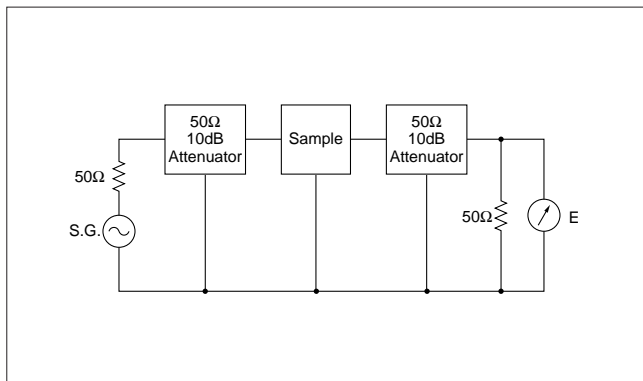 50Ω
10dB
Attenuator
Sample
50Ω
10dB
Attenuator
50Ω
S.G.
50Ω
E